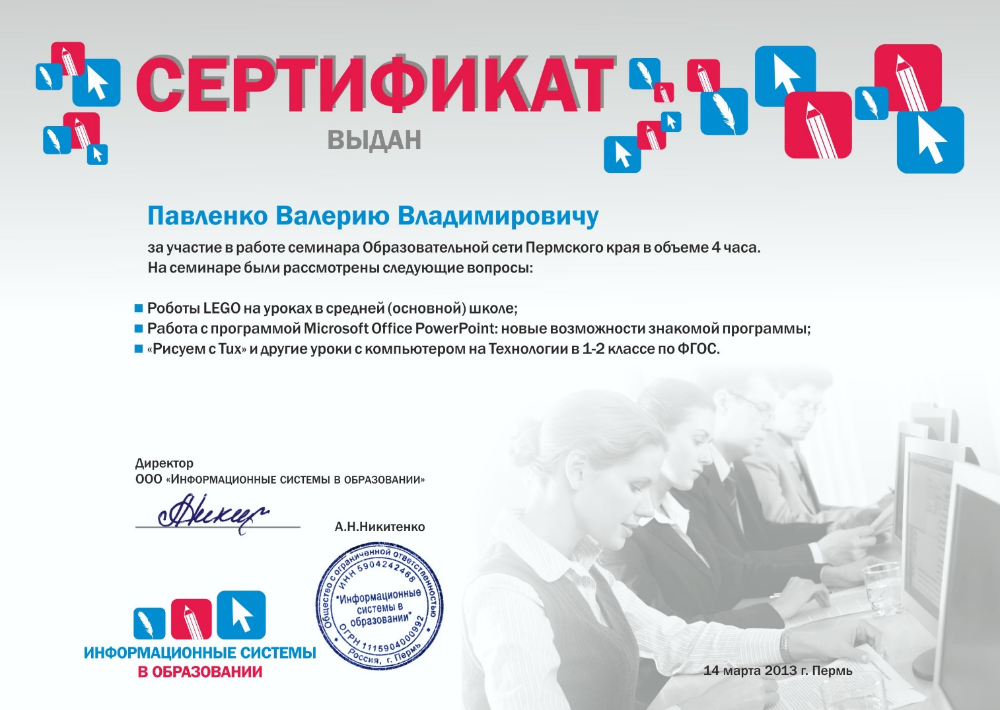 СЕРТИФИКАТ
ВЫДАН
Павленко Валерию Владимировичу
за участие в работе семинара Образовательной сети Пермского края в объеме 4 часа.
На семинаре были рассмотрены следующие вопросы:
Роботы LEGO на уроках в средней (основной) школе;
Работа с программой Microsoft Office PowerPoint: новые возможности знакомой программы;
«Рисуем с Tux» и другие уроки с компьютером на Технологии в 1-2 классе по ФГОС.
Директор
ООО «Информационные системы в образовании»
А.Н.Никитенко
Общество с ограниченной ответственностью
ИНН 5904242468
"Информационные
системы в
образовании"
ОГРН 1115904000992
* Россия, г. Пермь *
ИНФОРМАЦИОННЫЕ СИСТЕМЫ
В ОБРАЗОВАНИИ
14 марта 2013 г. Пермь